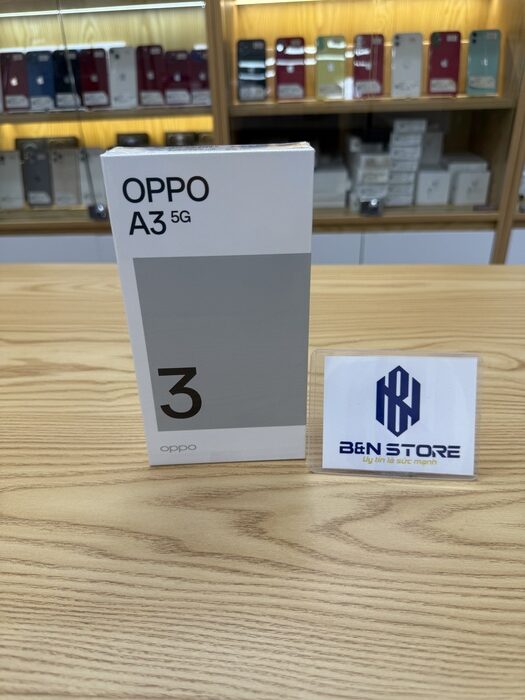 OPPO
A3 5G
3
oppo
B&N STORE
Uy tín là sức mạnh